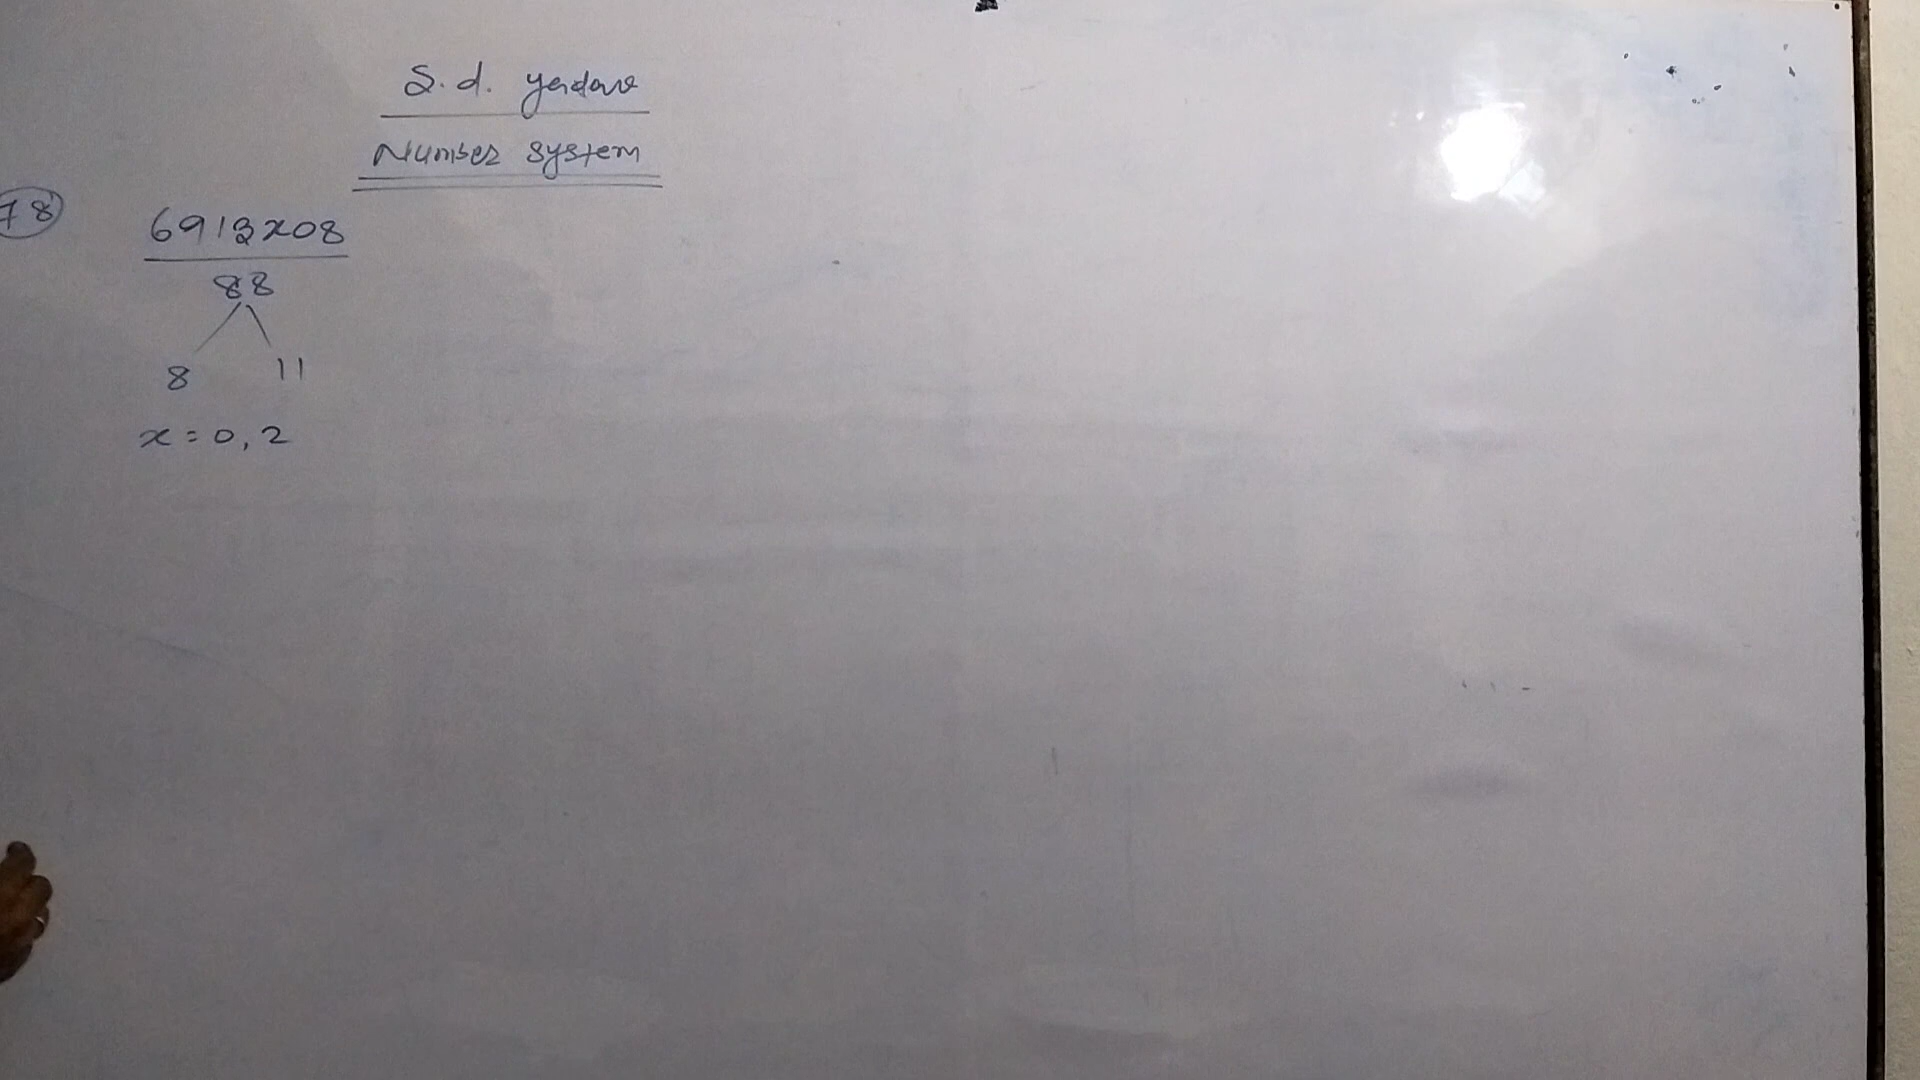 S.d. yadav
Number system
78
6913x08
88
8 11
x=0,2